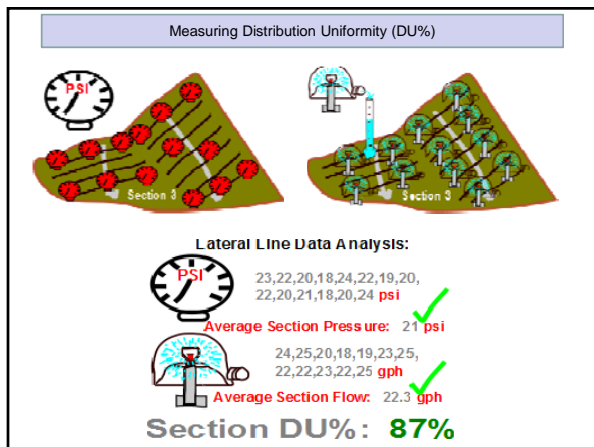 Measuring Distribution Uniformity (DU%)
PSI
Section 3
Section 3
Lateral Line Data Analysis:
PSI
23,22,20,18,24,22,19,20,
22,20,21,18,20,24 psi
Average Section Pressure: 21 psi
24,25,20,18,19,23,25,
22,22,23,22,25 gph
Average Section Flow: 22.3 gph
Section DU%: 87%